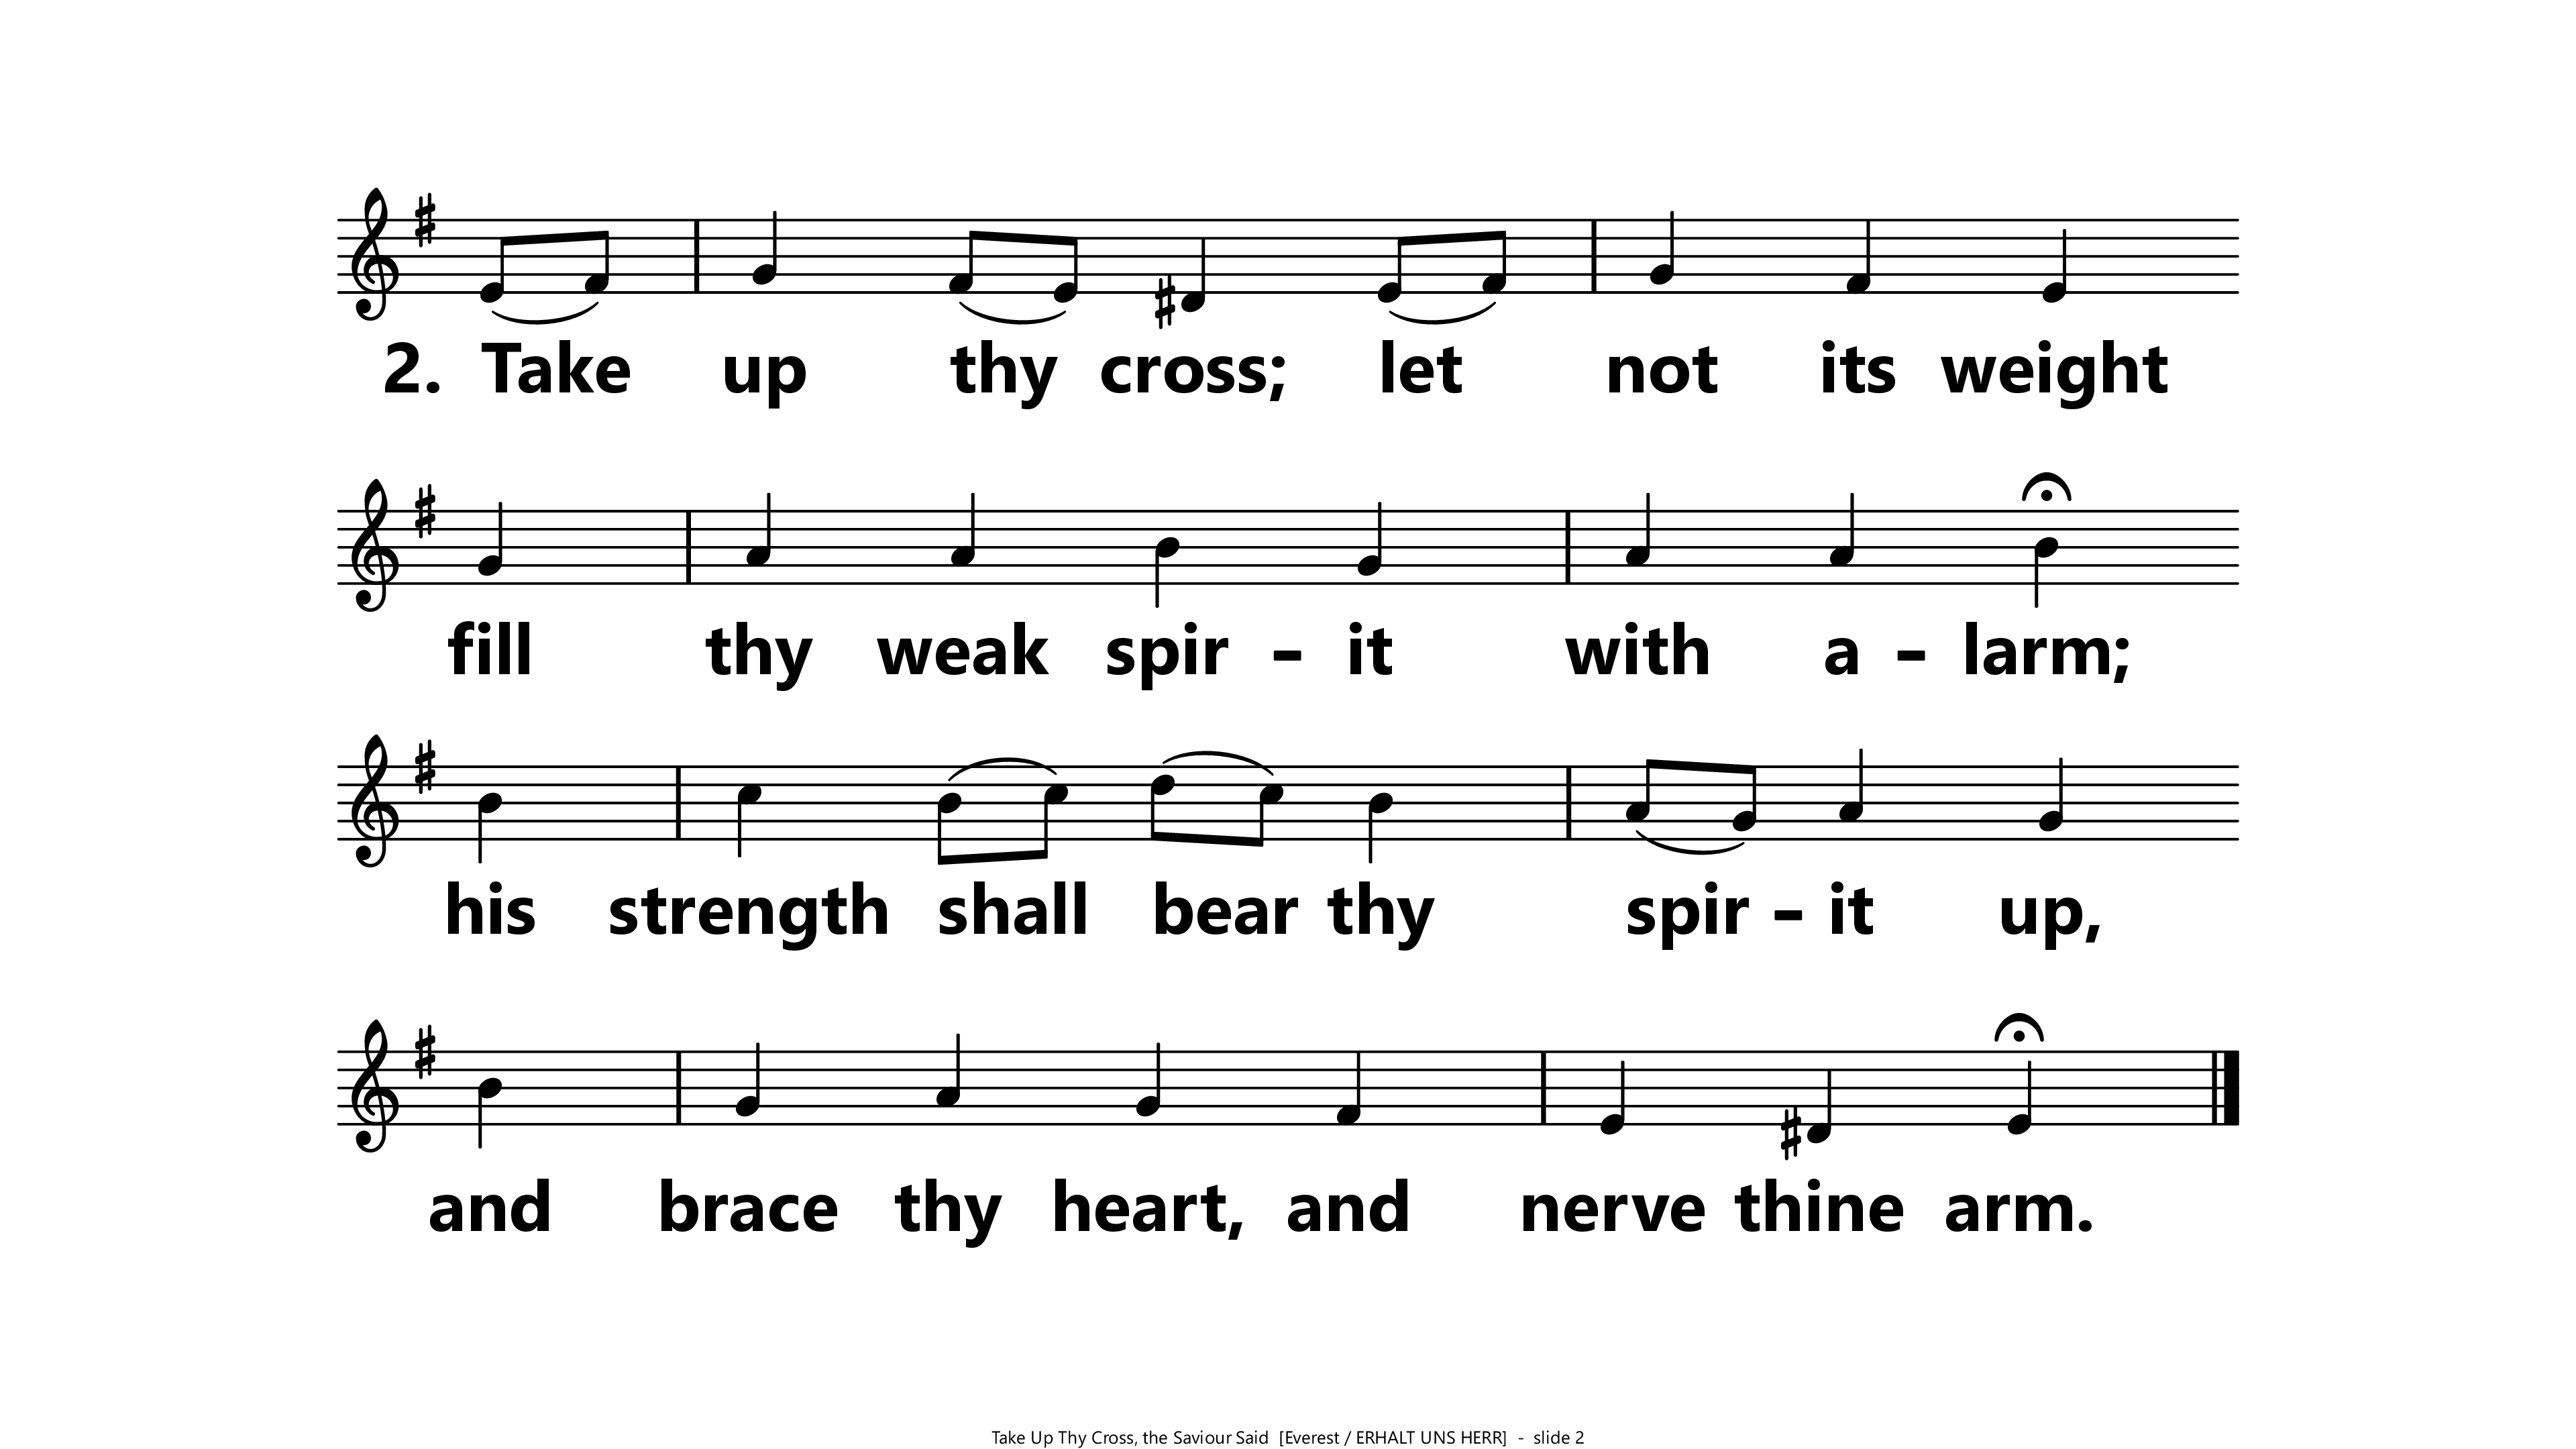 2. Take up thy cross; let not its weight
fill thy weak spir - it with a - larm;
his strength shall bear thy spir - it up,
and brace thy heart, and nerve thine arm.
Take Up Thy Cross, the Saviour Said [Everest / ERHALT UNS HERR] - slide 2